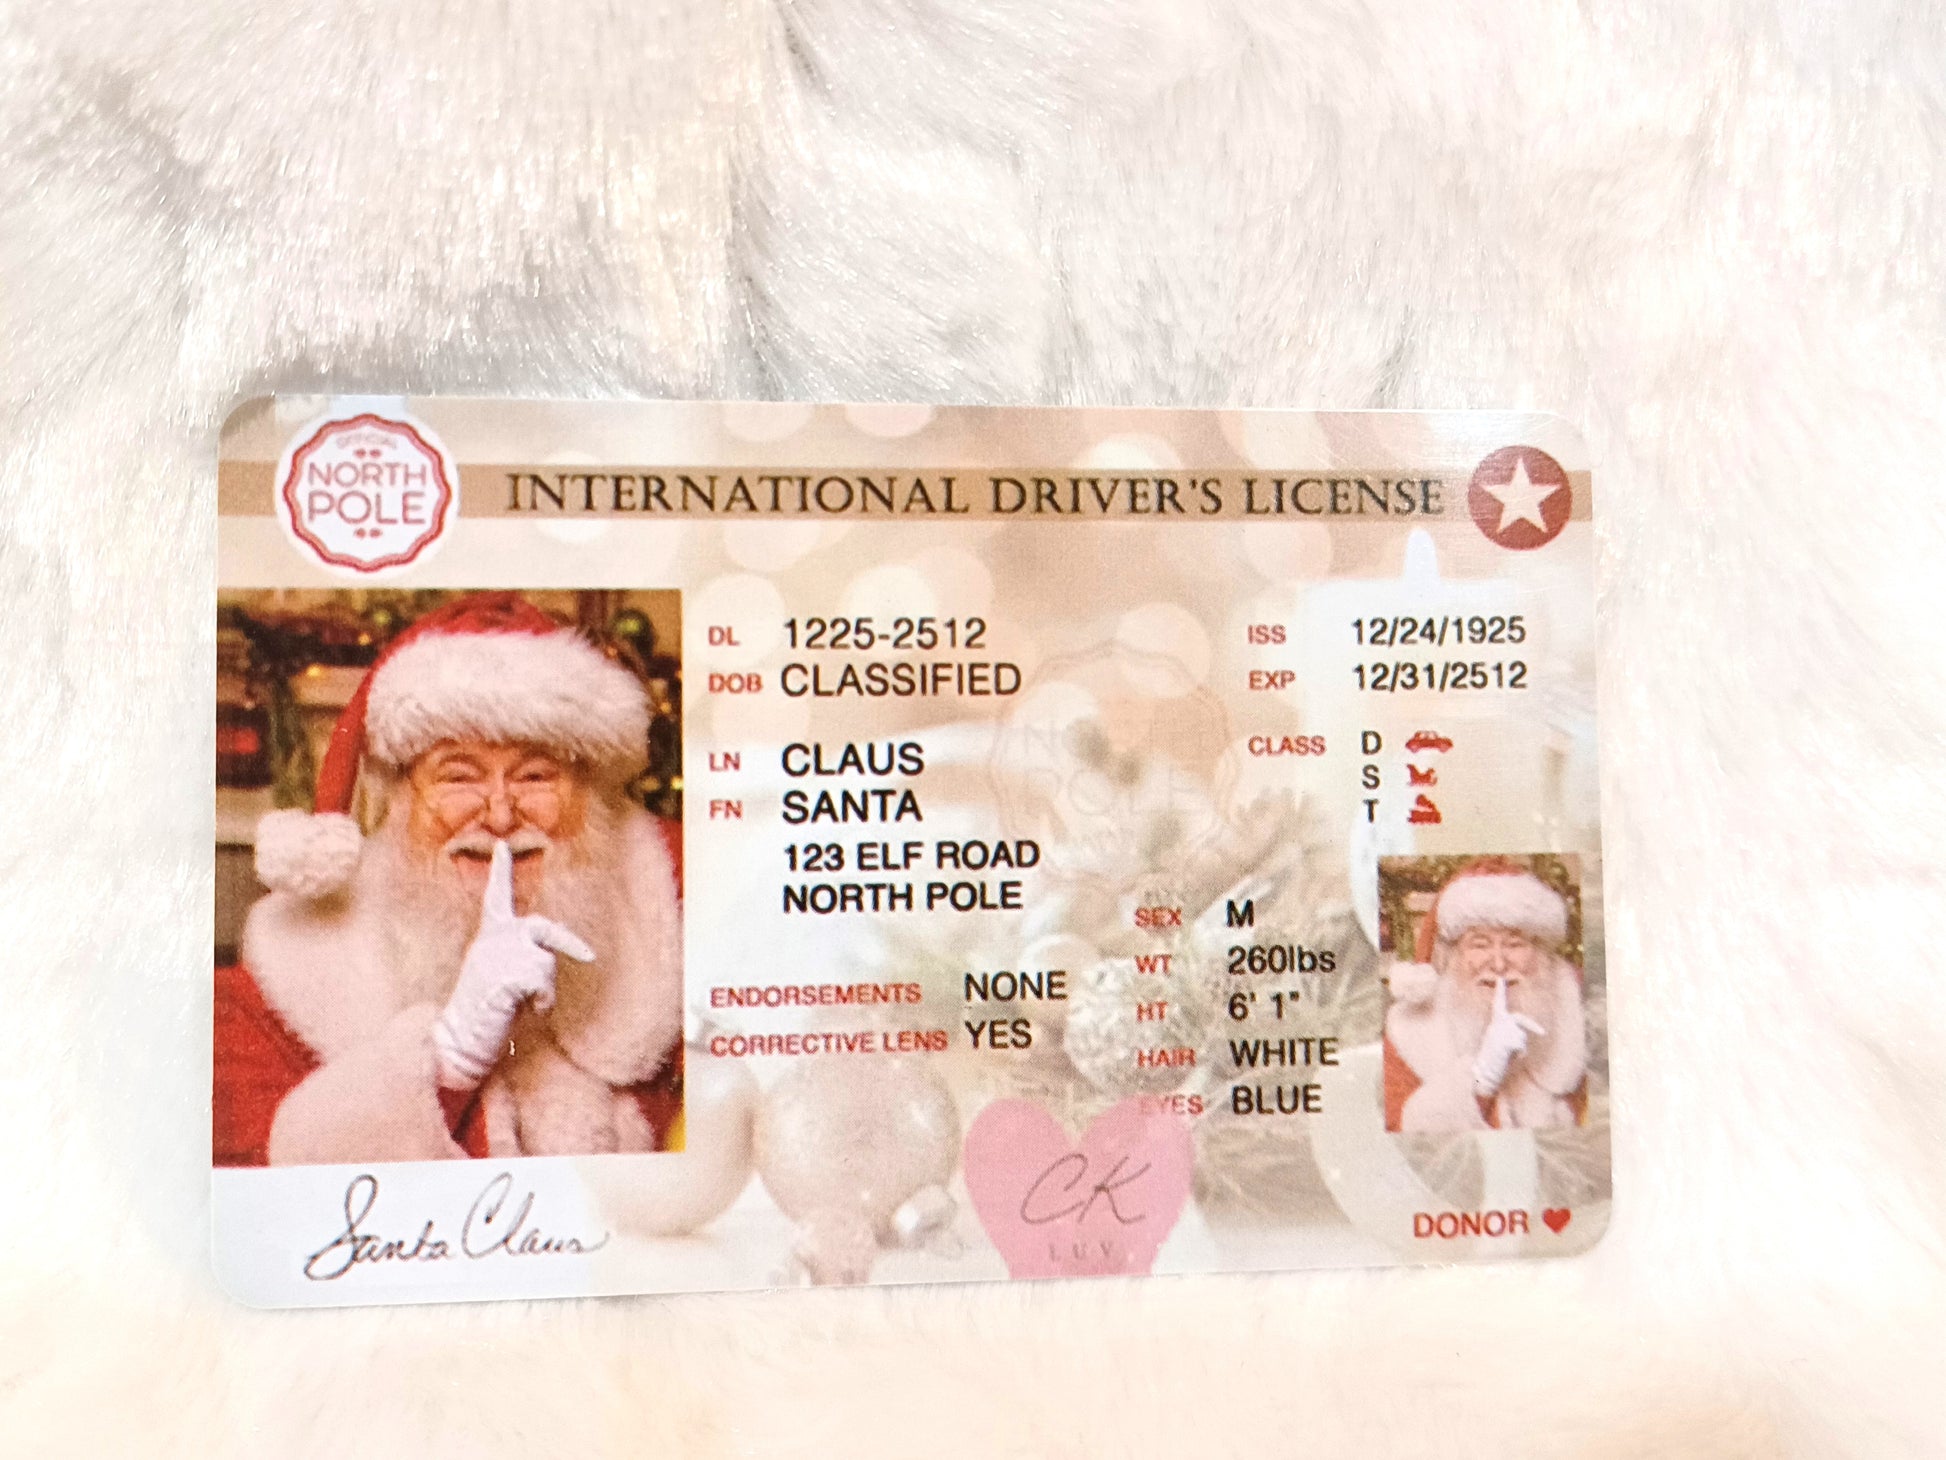 OFFICIAL
NORTH
POLE
INTERNATIONAL DRIVER'S LICENSE
DL 1225-2512
DOB CLASSIFIED
LN CLAUS
FN SANTA
123 ELF ROAD
NORTH POLE
ENDORSEMENTS NONE
CORRECTIVE LENS YES
ISS 12/24/1925
EXP 12/31/2512
CLASS D
S
T
SEX M
WT 260lbs
HT 6' 1"
HAIR WHITE
EYES BLUE
Santa Claus
CK
LUV
DONOR